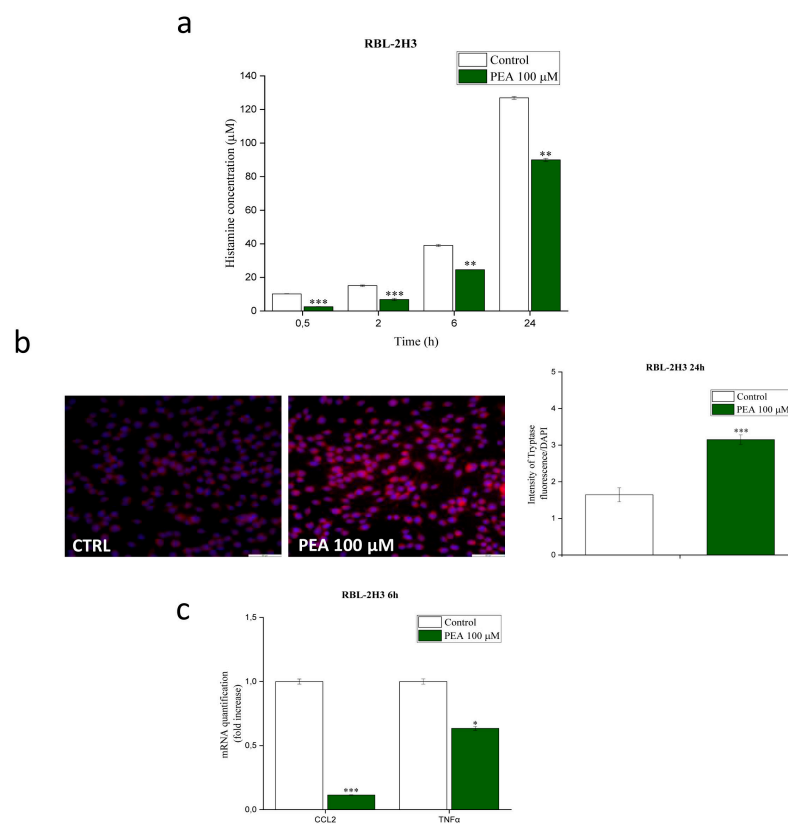 a
RBL-2H3
Control
PEA 100 μM
Histamine concentration (μM)
140
120
100
80
60
40
20
0
***
***
**
**
0,5
2
6
24
Time (h)
b
CTRL
PEA 100 μM
RBL-2H3 24h
Control
PEA 100 μM
Intensity of Tryptase
fluorescence/DAPI
5
4
3
2
1
0
***
c
RBL-2H3 6h
Control
PEA 100 μM
mRNA quantification
(fold increase)
1,5
1,0
0,5
0,0
***
*
CCL2
TNFα